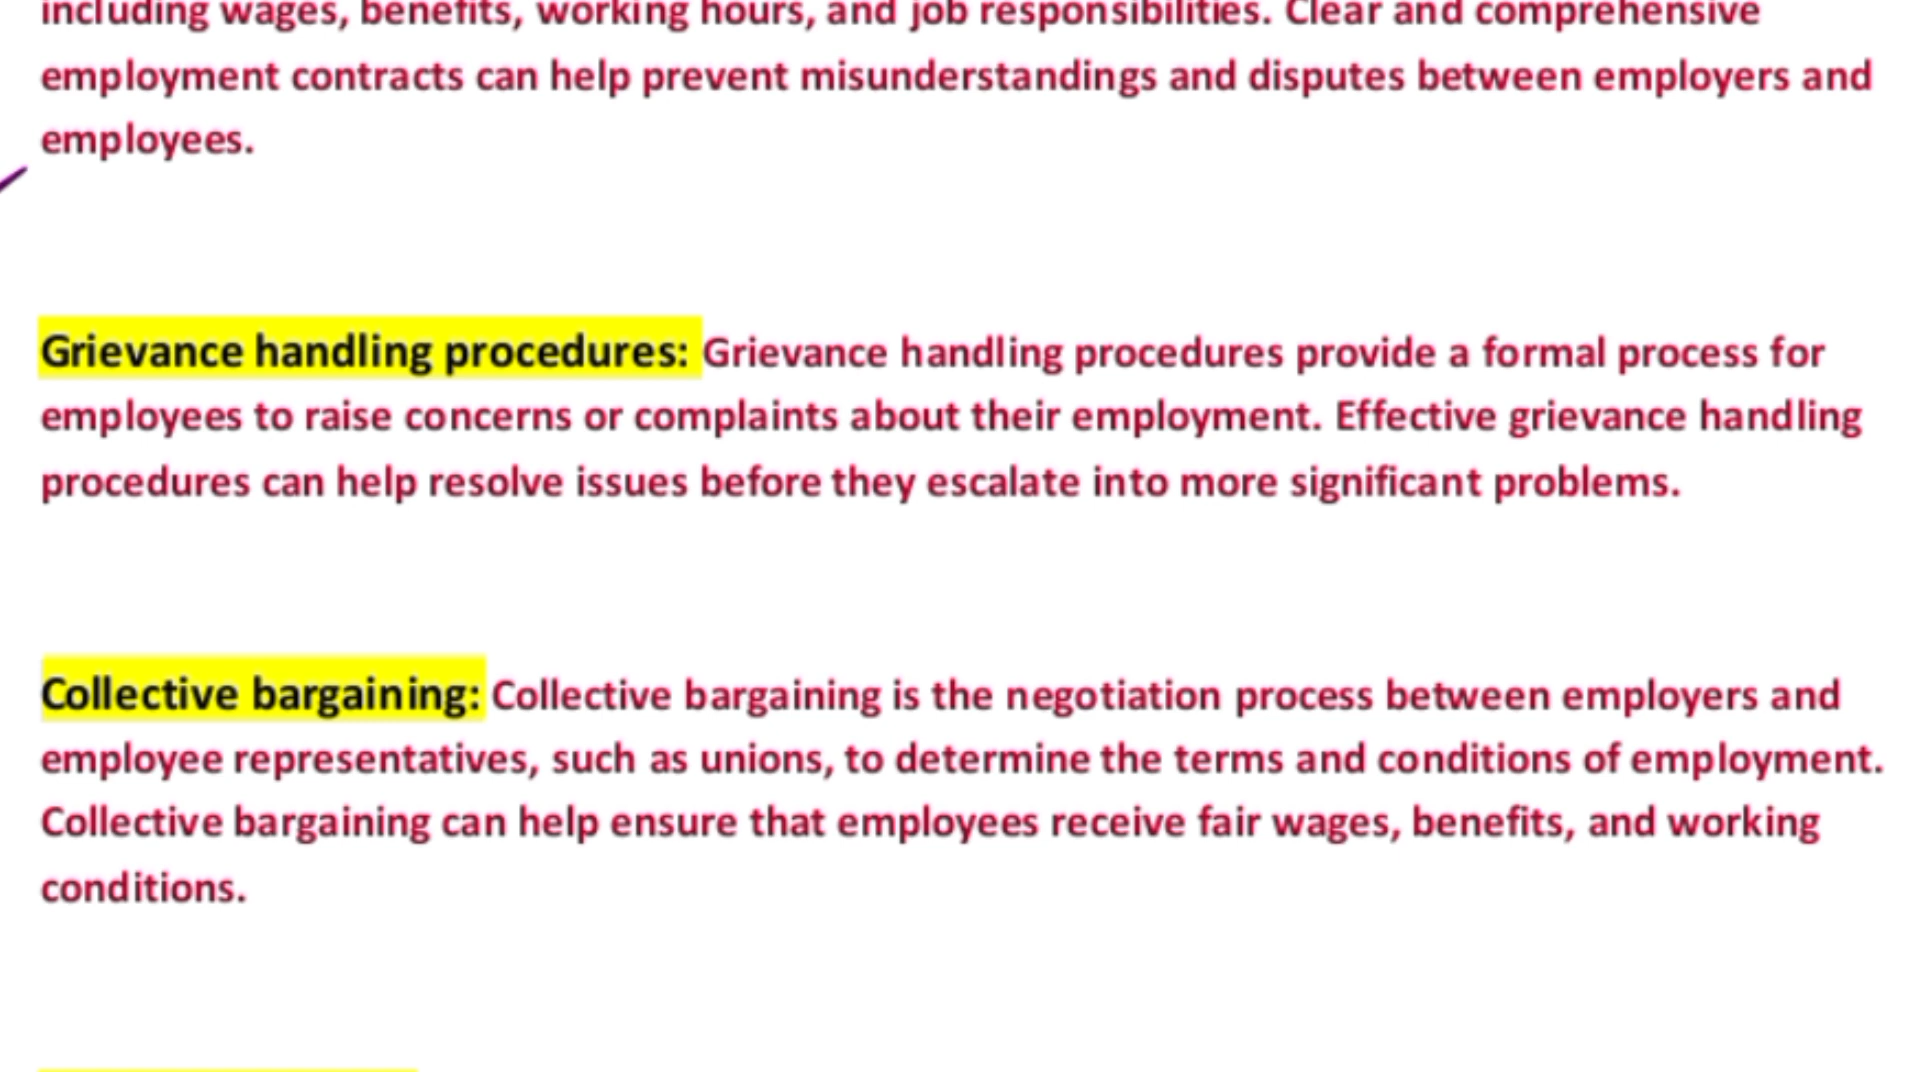 including wages, benefits, working hours, and job responsibilities. Clear and comprehensive
employment contracts can help prevent misunderstandings and disputes between employers and
employees.
Grievance handling procedures: Grievance handling procedures provide a formal process for
employees to raise concerns or complaints about their employment. Effective grievance handling
procedures can help resolve issues before they escalate into more significant problems.
Collective bargaining: Collective bargaining is the negotiation process between employers and
employee representatives, such as unions, to determine the terms and conditions of employment.
Collective bargaining can help ensure that employees receive fair wages, benefits, and working
conditions.